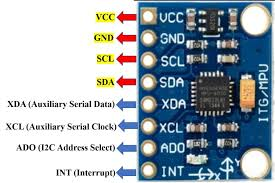 VCC
GND
SCL
SDA
XDA (Auxiliary Serial Data)
XCL (Auxiliary Serial Clock)
ADO (I2C Address Select)
INT (Interrupt)
VCC
GND
SCL
SDA
XDA
XCL
ADO
INT
ITG/MPU
X
Y